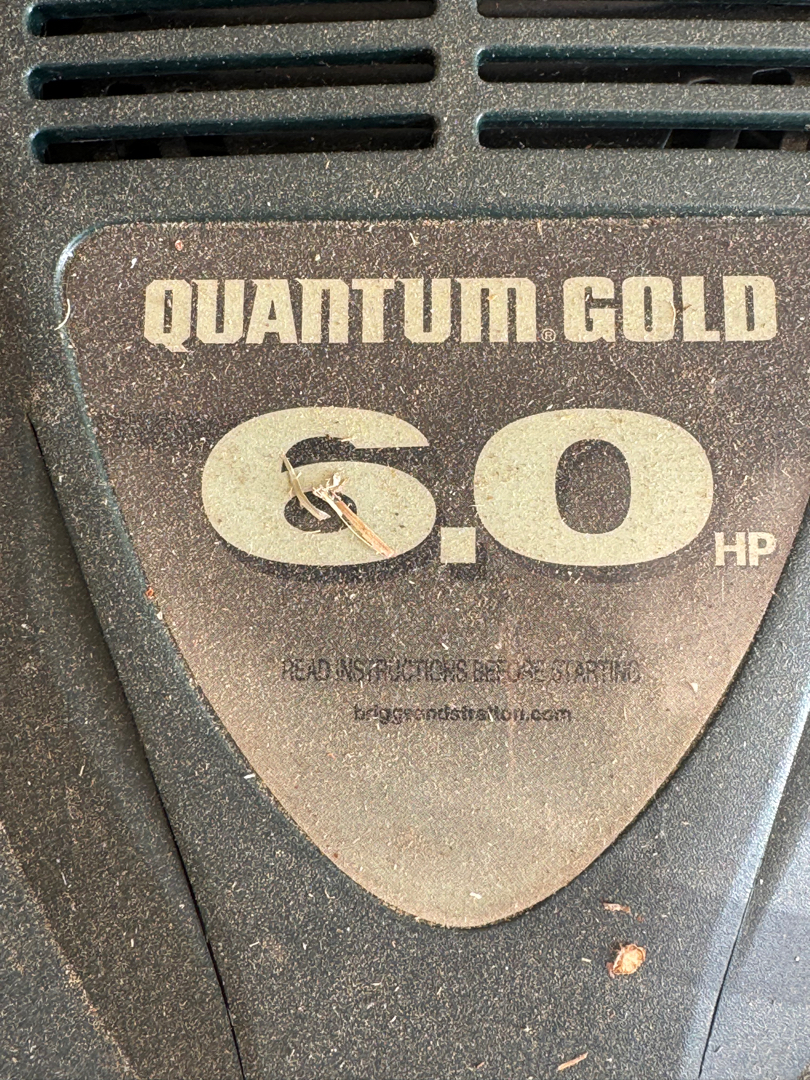 QUANTUM® GOLD
6.0 HP
READ INSTRUCTIONS BEFORE STARTING
briggsandstratton.com